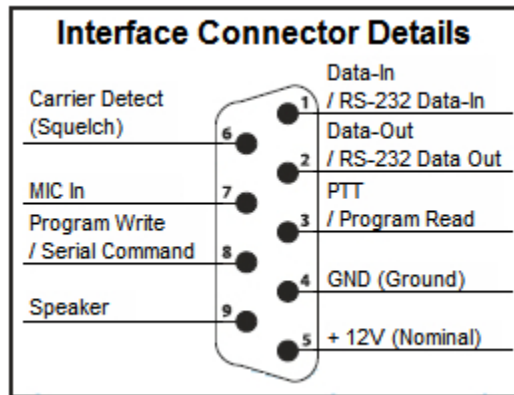 Interface Connector Details
Carrier Detect
(Squelch)
6
MIC In
7
Program Write
/ Serial Command
8
Speaker
9
Data-In
/ RS-232 Data-In
1
Data-Out
/ RS-232 Data Out
2
PTT
/ Program Read
3
GND (Ground)
4
+ 12V (Nominal)
5